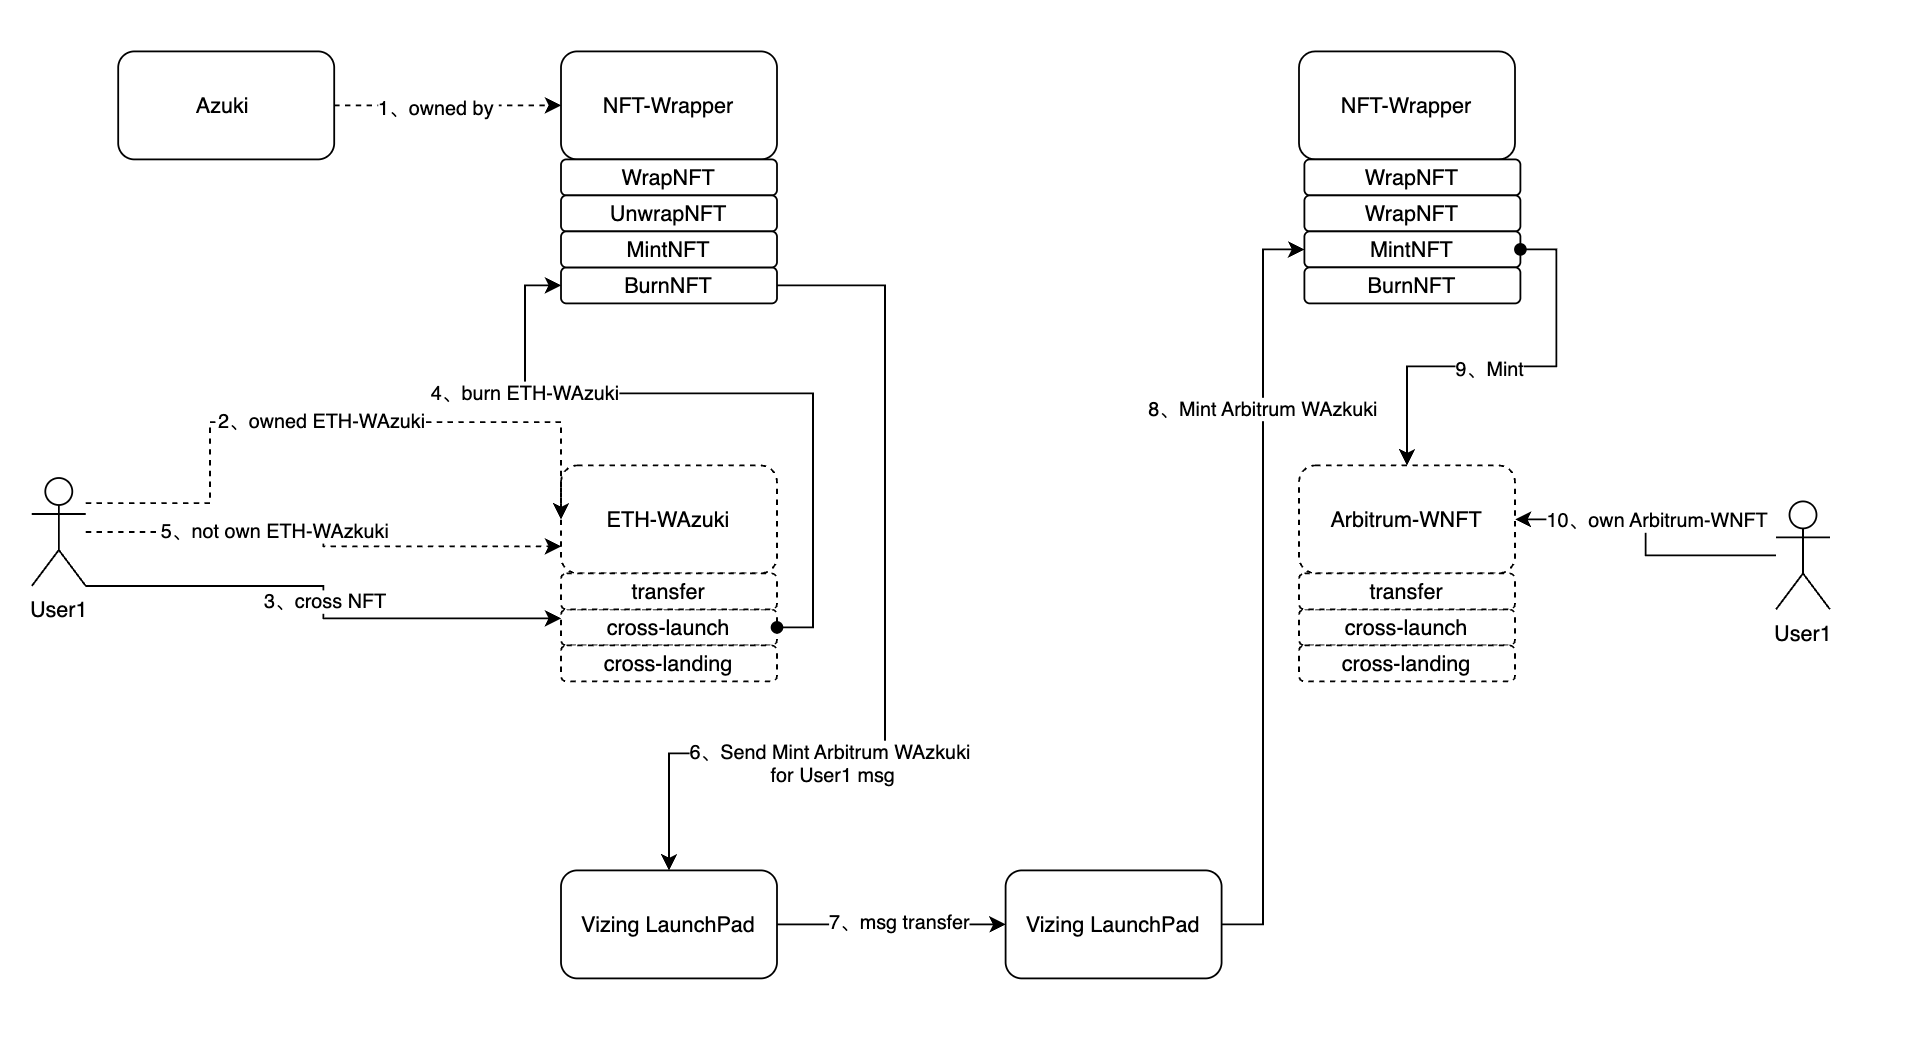 Azuki
1、owned by
NFT-Wrapper
WrapNFT
UnwrapNFT
MintNFT
BurnNFT
NFT-Wrapper
WrapNFT
WrapNFT
MintNFT
BurnNFT
4、burn ETH-WAzuki
2、owned ETH-WAzuki
5、not own ETH-WAzkuki
3、cross NFT
User1
ETH-WAzuki
transfer
cross-launch
cross-landing
6、Send Mint Arbitrum WAzkuki
for User1 msg
Vizing LaunchPad
7、msg transfer
Vizing LaunchPad
8、Mint Arbitrum WAzkuki
9、Mint
Arbitrum-WNFT
transfer
cross-launch
cross-landing
10、own Arbitrum-WNFT
User1